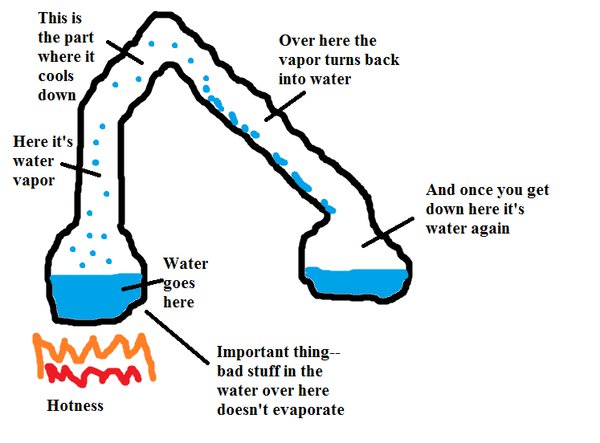 This is
the part
where it
cools
down
Over here the
vapor turns back
into water
Here it's
water
vapor
And once you get
down here it's
water again
Water
goes
here
Important thing--
bad stuff in the
water over here
doesn't evaporate
Hotness